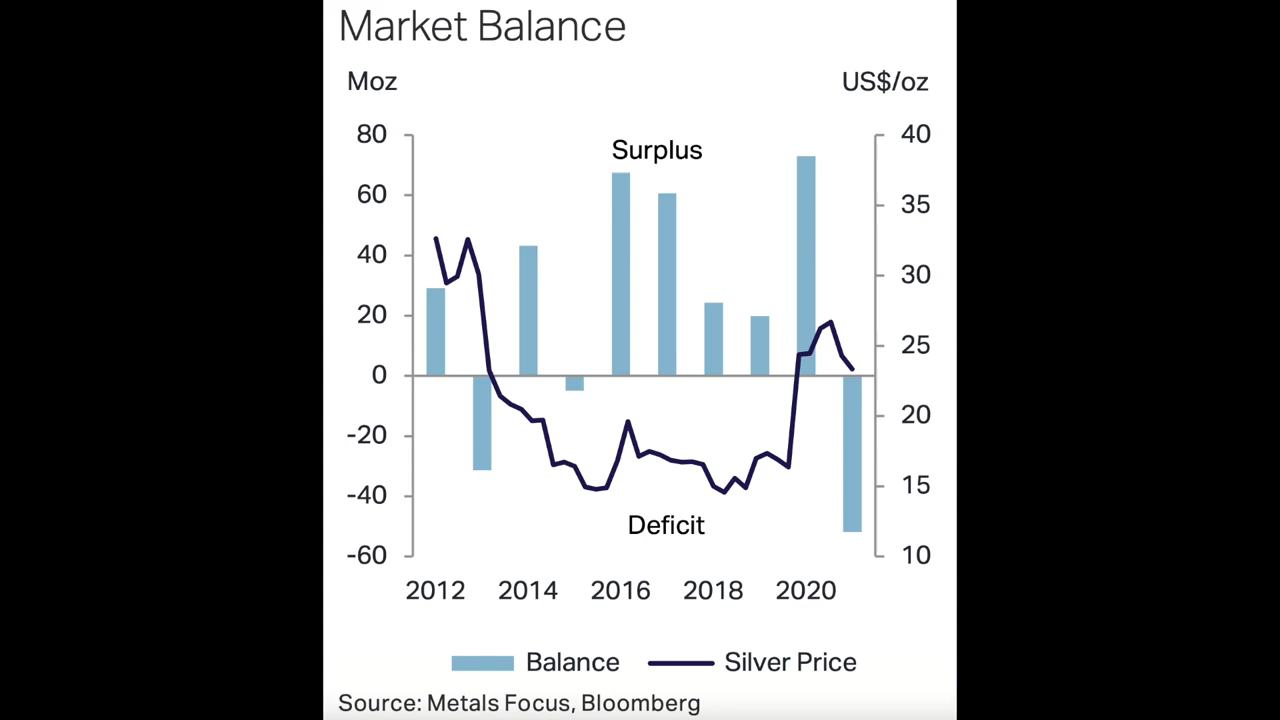 Market Balance
Moz US$/oz
80 Surplus 40
60 35
40 30
20 25
0 20
-20 15
-40 10
-60
Deficit
2012 2014 2016 2018 2020
Balance Silver Price
Source: Metals Focus, Bloomberg